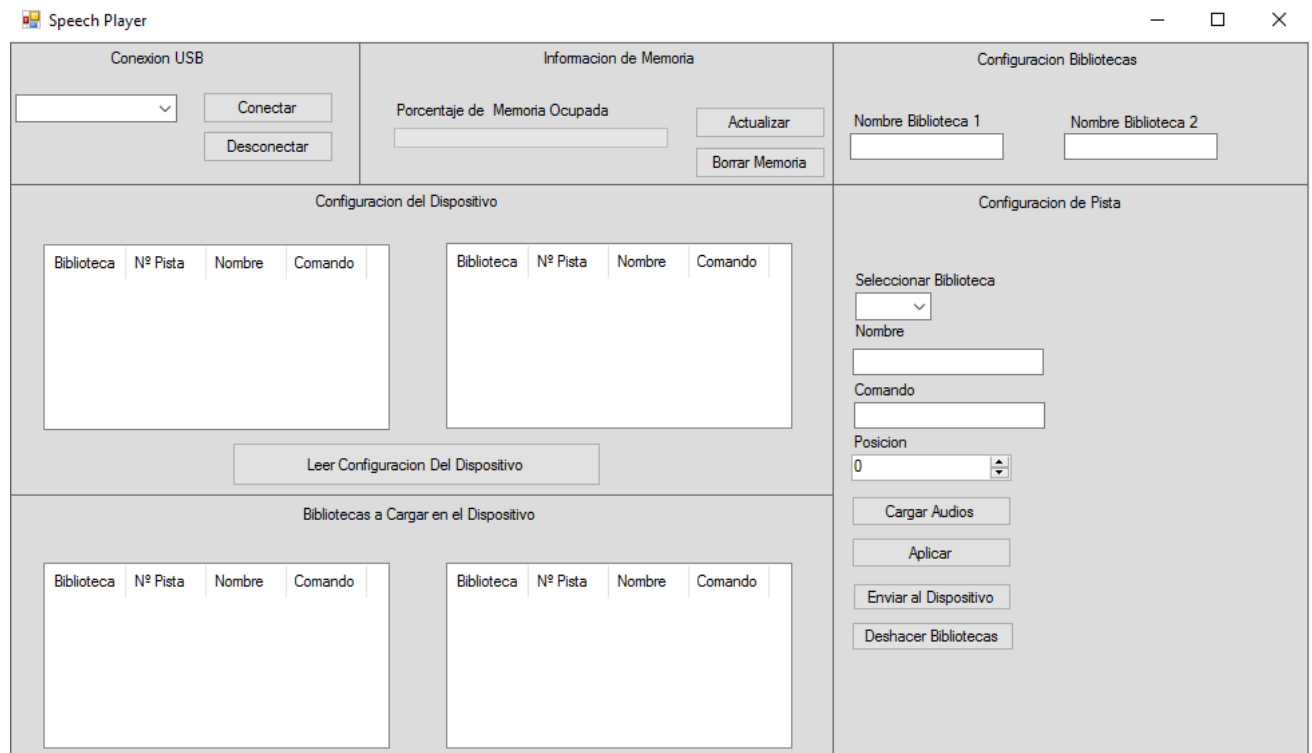 Speech Player
Conexion USB
Conectar
Desconectar
Informacion de Memoria
Porcentaje de Memoria Ocupada
Actualizar
Borrar Memoria
Configuracion Bibliotecas
Nombre Biblioteca 1
Nombre Biblioteca 2
Configuracion del Dispositivo
Biblioteca Nº Pista Nombre Comando
Biblioteca Nº Pista Nombre Comando
Leer Configuracion Del Dispositivo
Bibliotecas a Cargar en el Dispositivo
Biblioteca Nº Pista Nombre Comando
Biblioteca Nº Pista Nombre Comando
Configuracion de Pista
Seleccionar Biblioteca
Nombre
Comando
Posicion
0
Cargar Audios
Aplicar
Enviar al Dispositivo
Deshacer Bibliotecas